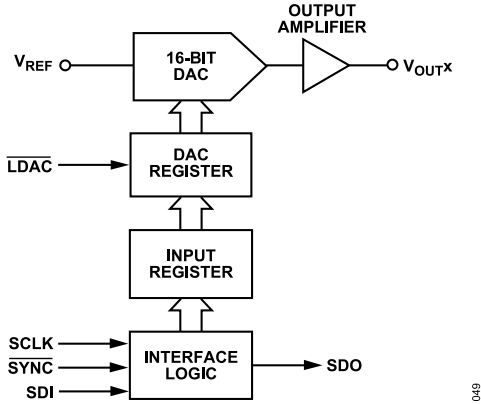 OUTPUT
AMPLIFIER
VREF
16-BIT
DAC
VOUTx
LDAC
DAC
REGISTER
INPUT
REGISTER
SCLK
SYNC
SDI
INTERFACE
LOGIC
SDO
049